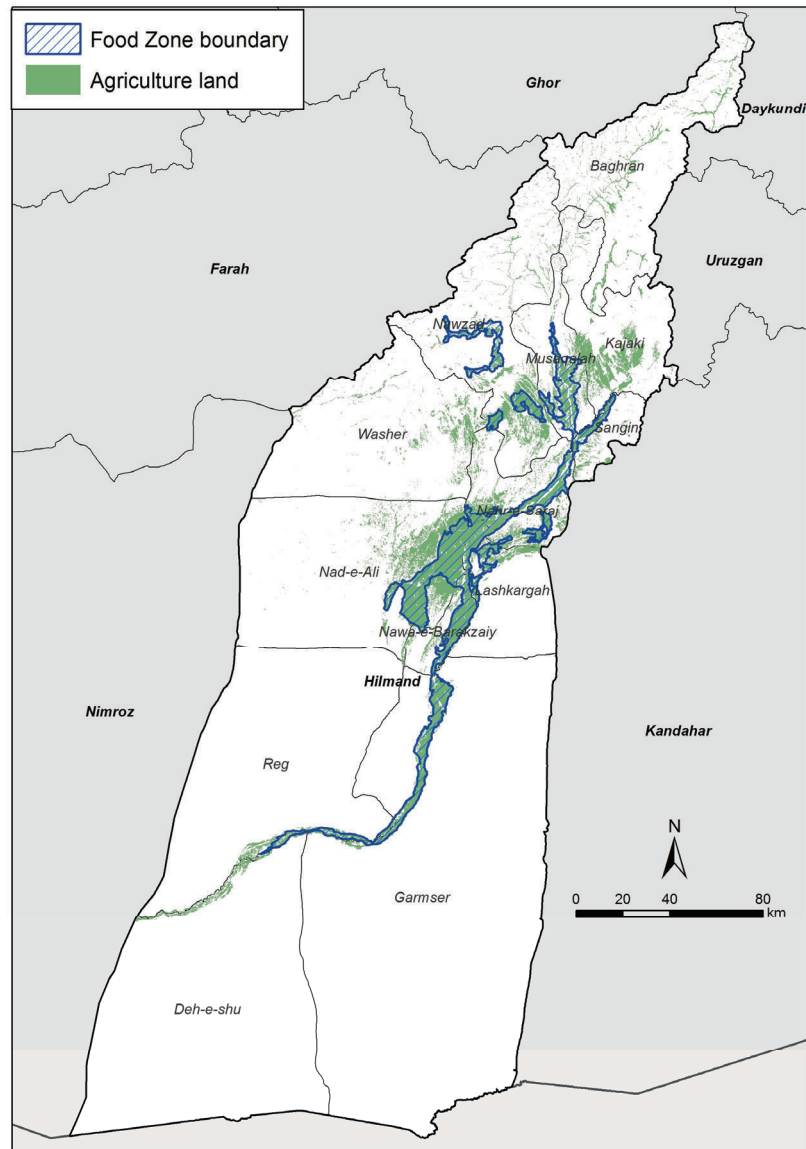 Food Zone boundary
Agriculture land
Ghor
Daykundi
Baghran
Farah
Uruzgan
Nawzad
Musaqalah
Kajaki
Washer
Sangin
Nahr-e-Baraj
Nad-e-Ali
Lashkargah
Nawa-e-Barakzaiy
Hilmand
Nimroz
Kandahar
Reg
N
0 20 40 80
km
Garmser
Deh-e-shu